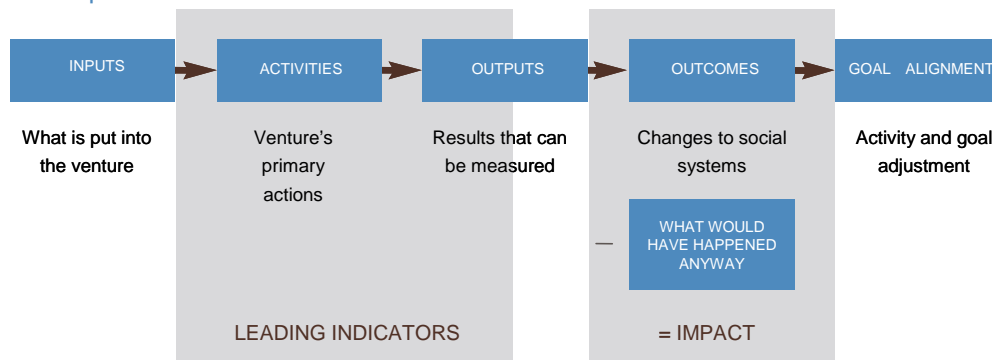 INPUTS
ACTIVITIES
OUTPUTS
OUTCOMES
GOAL ALIGNMENT
What is put into
the venture
Venture's
primary
actions
Results that can
be measured
Changes to social
systems
Activity and goal
adjustment
—
WHAT WOULD
HAVE HAPPENED
ANYWAY
LEADING INDICATORS
= IMPACT